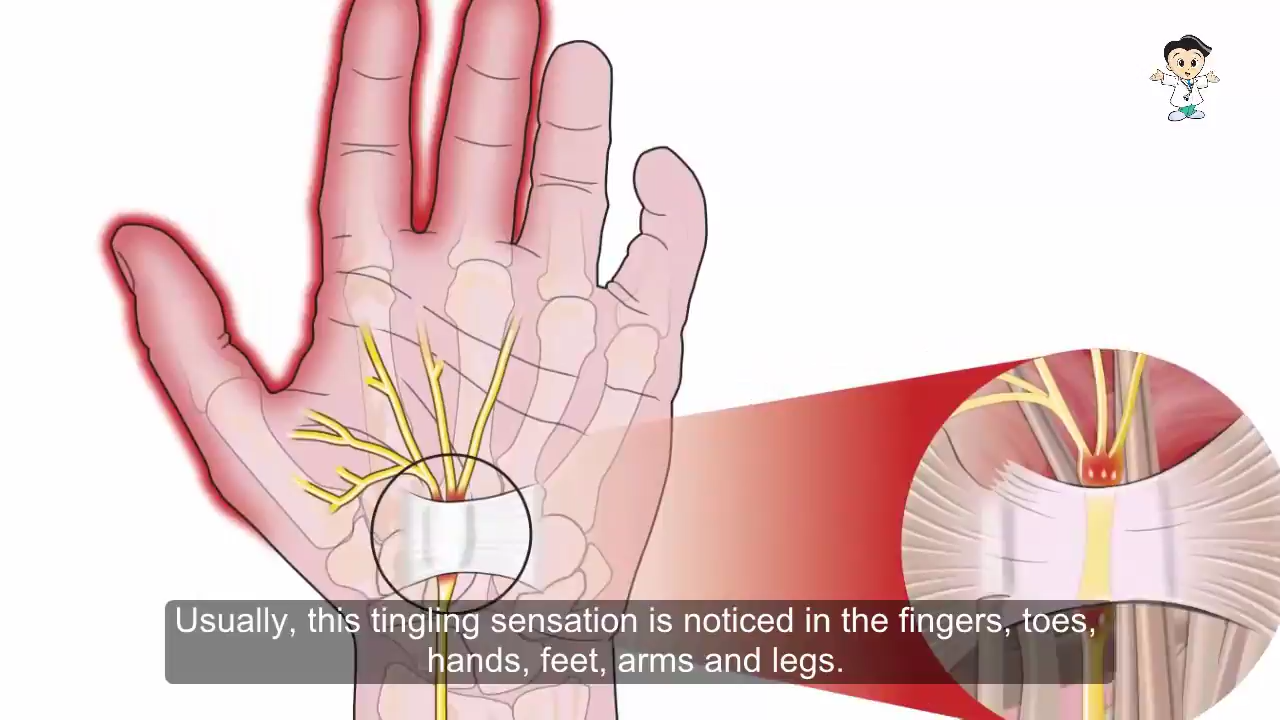 Usually, this tingling sensation is noticed in the fingers, toes,
hands, feet, arms and legs.